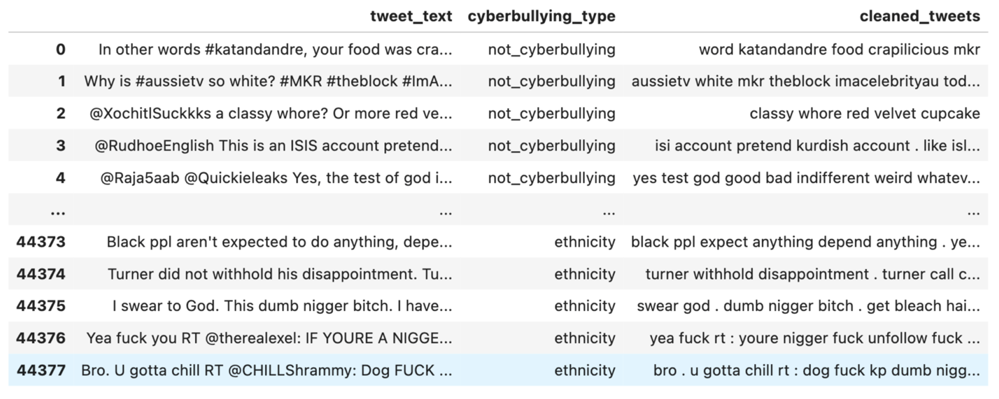 tweet_text cyberbullying_type cleaned_tweets
0 In other words #katandandre, your food was cra... not_cyberbullying word katandandre food crapilicious mkr
1 Why is #aussietv so white? #MKR #theblock #ImA... not_cyberbullying aussietv white mkr theblock imacelebrityau tod...
2 @XochitlSuckkks a classy whore? Or more red ve... not_cyberbullying classy whore red velvet cupcake
3 @RudhoeEnglish This is an ISIS account pretend... not_cyberbullying isi account pretend kurdish account . like isl...
4 @Raja5aab @Quickieleaks Yes, the test of god i... not_cyberbullying yes test god good bad indifferent weird whatev...
... ... ... ...
44373 Black ppl aren't expected to do anything, depe... ethnicity black ppl expect anything depend anything . ye...
44374 Turner did not withhold his disappointment. Tu... ethnicity turner withhold disappointment . turner call c...
44375 I swear to God. This dumb nigger bitch. I have... ethnicity swear god . dumb nigger bitch . get bleach hai...
44376 Yea fuck you RT @therealexel: IF YOURE A NIGGE... ethnicity yea fuck rt : youre nigger fuck unfollow fuck ...
44377 Bro. U gotta chill RT @CHILLShrammy: Dog FUCK ... ethnicity bro . u gotta chill rt : dog fuck kp dumb nigg...